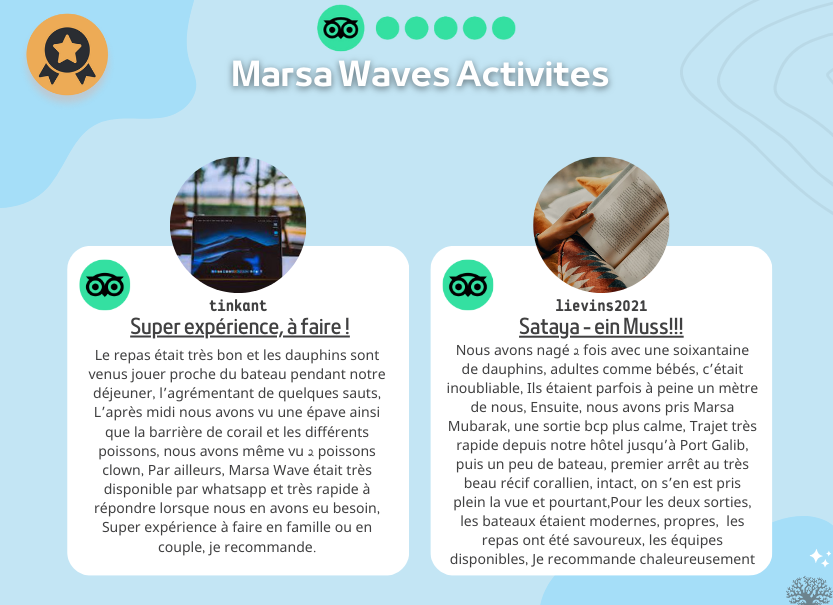 Marsa Waves Activites
tinkant
Super expérience, à faire !
Le repas était très bon et les dauphins sont
venus jouer proche du bateau pendant notre
déjeuner, l'agrémentant de quelques sauts,
L'après midi nous avons vu une épave ainsi
que la barrière de corail et les différents
poissons, nous avons même vu 2 poissons
clown, Par ailleurs, Marsa Wave était très
disponible par whatsapp et très rapide à
répondre lorsque nous en avons eu besoin,
Super expérience à faire en famille ou en
couple, je recommande.
lievins2021
Sataya - ein Muss!!!
Nous avons nagé 2 fois avec une soixantaine
de dauphins, adultes comme bébés, c'était
inoubliable, Ils étaient parfois à peine un mètre
de nous, Ensuite, nous avons pris Marsa
Mubarak, une sortie bcp plus calme, Trajet très
rapide depuis notre hôtel jusqu'à Port Galib,
puis un peu de bateau, premier arrêt au très
beau récif corallien, intact, on s'en est pris
plein la vue et pourtant,Pour les deux sorties,
les bateaux étaient modernes, propres,  les
repas ont été savoureux, les équipes
disponibles, Je recommande chaleureusement